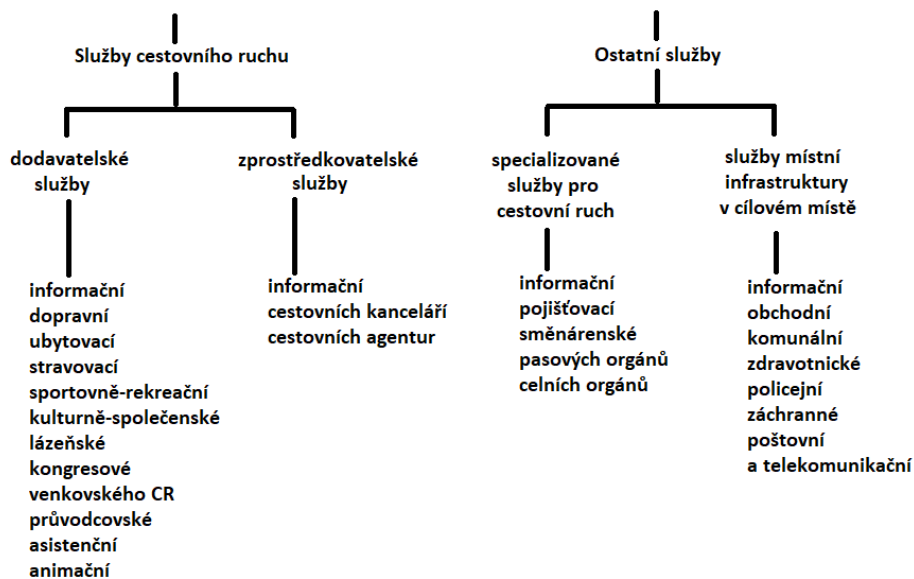 Služby cestovního ruchu
dodavatelské
služby
informační
dopravní
ubytovací
stravovací
sportovně-rekreační
kulturně-společenské
lázeňské
kongresové
venkovského CR
průvodcovské
asistenční
animační
zprostředkovatelské
služby
informační
cestovních kanceláří
cestovních agentur
Ostatní služby
specializované
služby pro
cestovní ruch
informační
pojišťovací
směnárenské
pasových orgánů
celních orgánů
služby místní
infrastruktury
v cílovém místě
informační
obchodní
komunální
zdravotnické
policejní
záchranné
poštovní
a telekomunikační